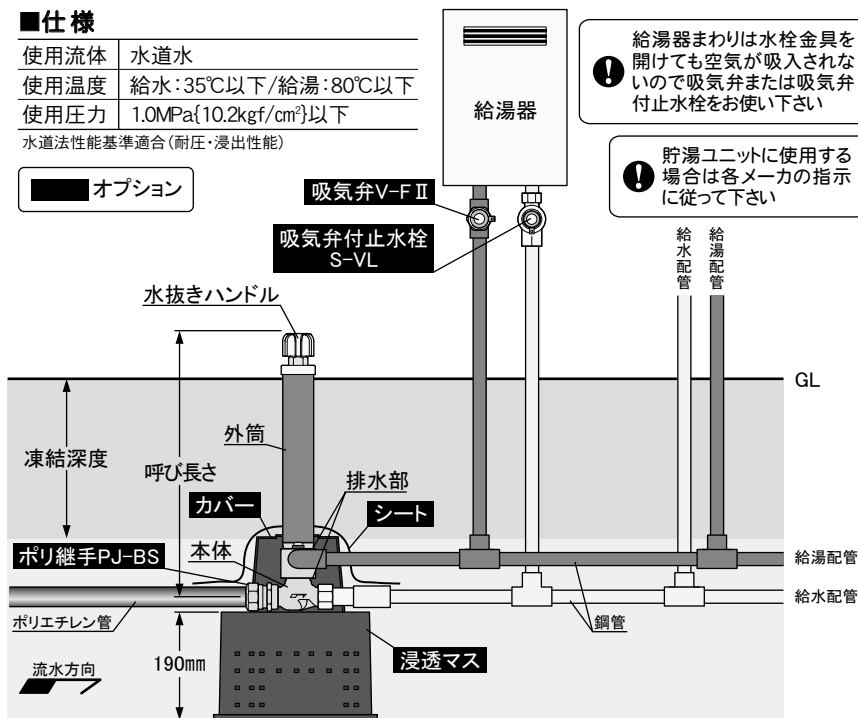 ■仕様
使用流体 水道水
使用温度 給水：35℃以下/給湯：80℃以下
使用圧力 1.0MPa{10.2kgf/cm²}以下
水道法性能基準適合（耐圧・浸出性能）
オプション
給湯器
給湯器まわりは水栓金具を
開けても空気が吸入されな
いので吸気弁または吸気弁
付止水栓をお使い下さい
貯湯ユニットに使用する
場合は各メーカの指示
に従って下さい
吸気弁V-FⅡ
吸気弁付止水栓
S-VL
給水配管
給湯配管
水抜きハンドル
GL
凍結深度
呼び長さ
外筒
排水部
カバー
シート
ポリ継手PJ-BS
本体
給湯配管
給水配管
ポリエチレン管
鋼管
190mm
浸透マス
流水方向